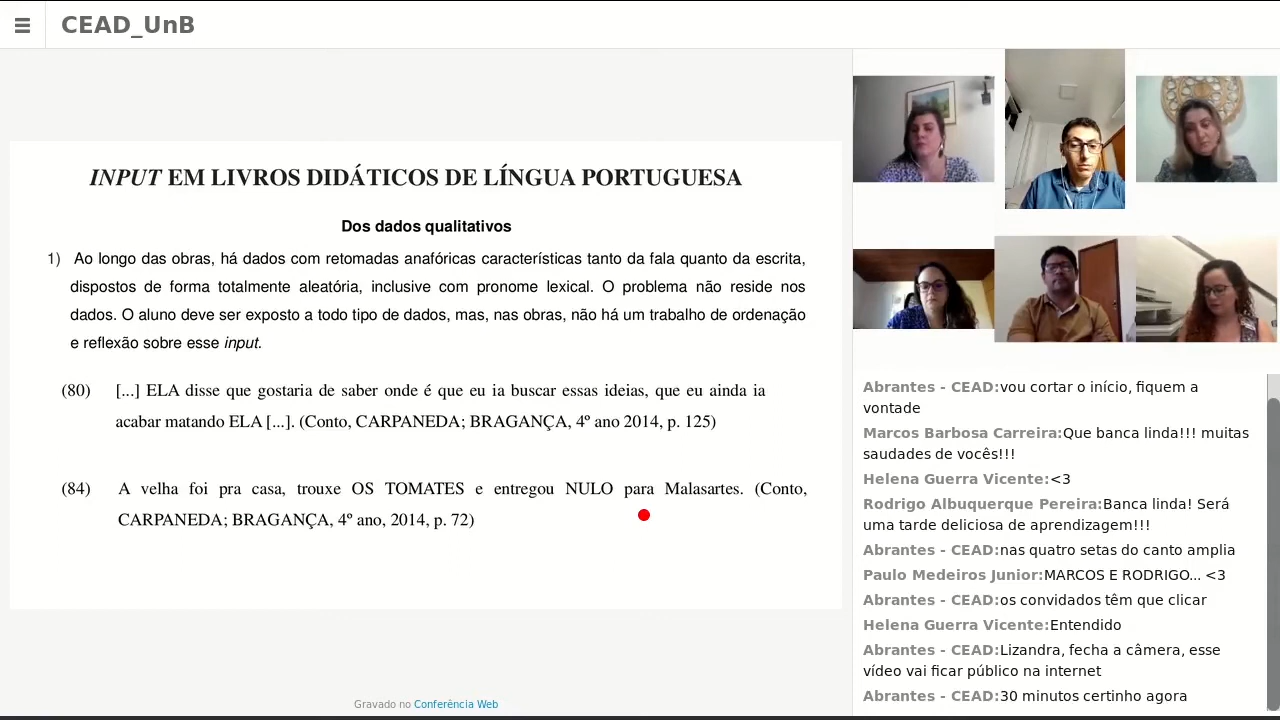 CEAD_UnB
INPUT EM LIVROS DIDÁTICOS DE LÍNGUA PORTUGUESA
Dos dados qualitativos
1) Ao longo das obras, há dados com retomadas anafóricas características tanto da fala quanto da escrita,
dispostos de forma totalmente aleatória, inclusive com pronome lexical. O problema não reside nos
dados. O aluno deve ser exposto a todo tipo de dados, mas, nas obras, não há um trabalho de ordenação
e reflexão sobre esse input.
(80) [...] ELA disse que gostaria de saber onde é que eu ia buscar essas ideias, que eu ainda ia
acabar matando ELA [...]. (Conto, CARPANEDA; BRAGANÇA, 4º ano 2014, p. 125)
(84) A velha foi pra casa, trouxe OS TOMATES e entregou NULO para Malasartes. (Conto,
CARPANEDA; BRAGANÇA, 4º ano, 2014, p. 72)
Gravado no Conferência Web
Abrantes - CEAD:vou cortar o início, fiquem a
vontade
Marcos Barbosa Carreira:Que banca linda!!! muitas
saudades de vocês!!!
Helena Guerra Vicente:<3
Rodrigo Albuquerque Pereira:Banca linda! Será
uma tarde deliciosa de aprendizagem!!!
Abrantes - CEAD:nas quatro setas do canto amplia
Paulo Medeiros Junior:MARCOS E RODRIGO... <3
Abrantes - CEAD:os convidados têm que clicar
Helena Guerra Vicente:Entendido
Abrantes - CEAD:Lizandra, fecha a câmera, esse
vídeo vai ficar público na internet
Abrantes - CEAD:30 minutos certinho agora